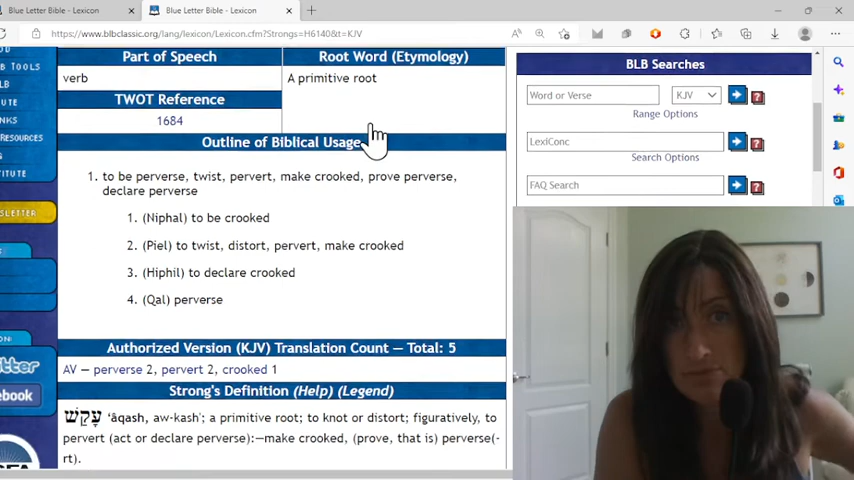 Blue Letter Bible - Lexicon
Blue Letter Bible - Lexicon
https://www.blbclassic.org/lang/lexicon/Lexicon.cfm?Strongs=H6140&t=KJV
Part of Speech
Root Word (Etymology)
verb
A primitive root
TWOT Reference
1684
Outline of Biblical Usage
1. to be perverse, twist, pervert, make crooked, prove perverse,
declare perverse
1. (Niphal) to be crooked
2. (Piel) to twist, distort, pervert, make crooked
3. (Hiphil) to declare crooked
4. (Qal) perverse
Authorized Version (KJV) Translation Count — Total: 5
AV — perverse 2, pervert 2, crooked 1
Strong's Definition (Help) (Legend)
עָקַשׁ ʻâqash, aw-kash'; a primitive root; to knot or distort; figuratively, to
pervert (act or declare perverse):—make crooked, (prove, that is) perverse(-
rt).
BLB Searches
Word or Verse
KJV
Range Options
LexiConc
Search Options
FAQ Search
B TOOLS
LB
UTE
NKS
RESOURCES
TITUTE
SLETTER
ON:
witter
ebook